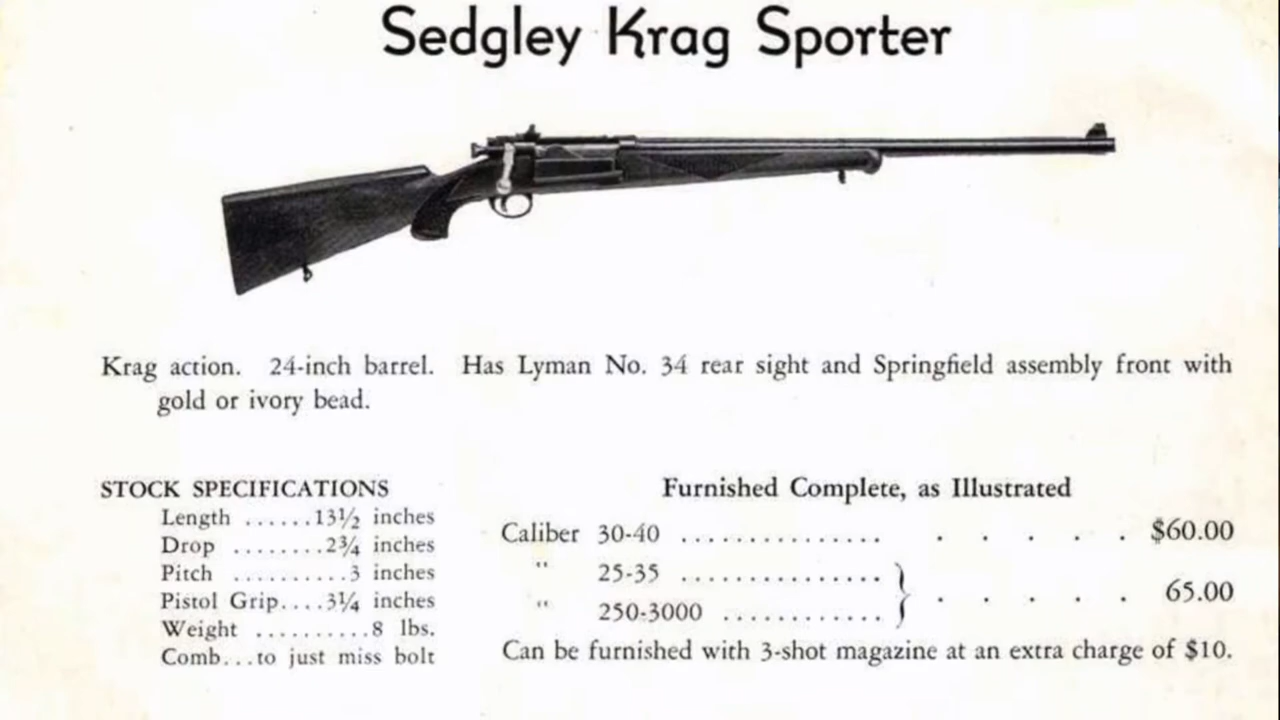 Sedgley Krag Sporter
Krag action. 24-inch barrel. Has Lyman No. 34 rear sight and Springfield assembly front with
gold or ivory bead.
STOCK SPECIFICATIONS
Length ......13½ inches
Drop ........2¾ inches
Pitch ..........3 inches
Pistol Grip....3¼ inches
Weight ..........8 lbs.
Comb...to just miss bolt
Furnished Complete, as Illustrated
Caliber 30-40 ............... . . . . . $60.00
" 25-35 ...............
" 250-3000 ............ } . . . . . 65.00
Can be furnished with 3-shot magazine at an extra charge of $10.